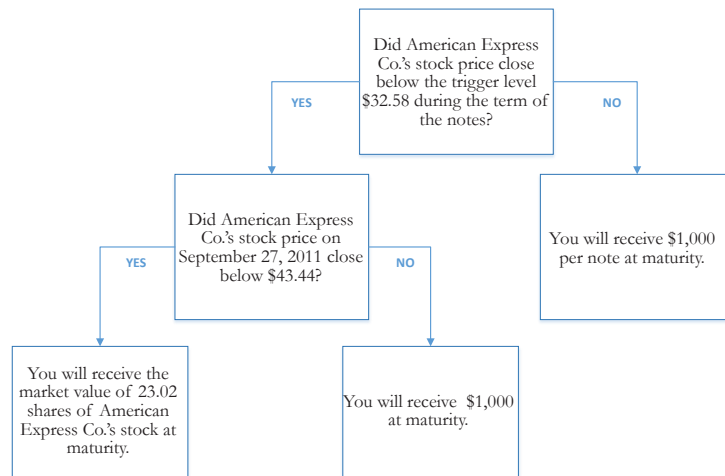 Did American Express
Co.'s stock price close
below the trigger level
$32.58 during the term of
the notes?
YES
NO
Did American Express
Co.'s stock price on
September 27, 2011 close
below $43.44?
You will receive $1,000
per note at maturity.
YES
NO
You will receive the
market value of 23.02
shares of American
Express Co.'s stock at
maturity.
You will receive $1,000
at maturity.